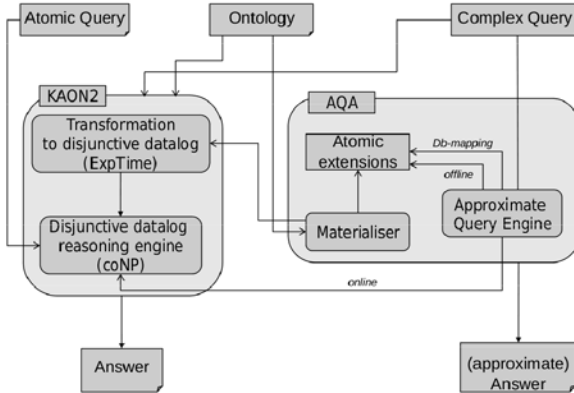 Atomic Query
Ontology
Complex Query
KAON2
AQA
Transformation
to disjunctive datalog
(ExpTime)
Atomic
extensions
Db-mapping
offline
Disjunctive datalog
reasoning engine
(coNP)
Materialiser
Approximate
Query Engine
online
Answer
(approximate)
Answer